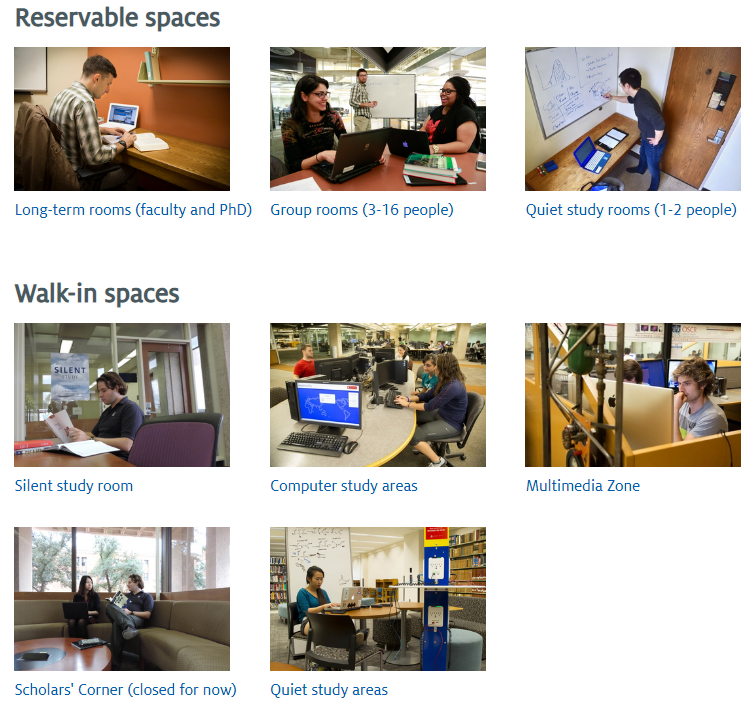 Reservable spaces
Long-term rooms (faculty and PhD)
Group rooms (3-16 people)
Quiet study rooms (1-2 people)
Walk-in spaces
SILENT
Silent study room
Computer study areas
Multimedia Zone
Scholars' Corner (closed for now)
Quiet study areas